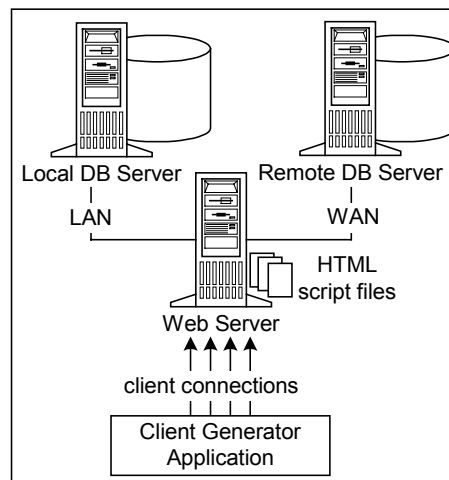 Local DB Server
Remote DB Server
LAN
WAN
HTML
script files
Web Server
client connections
Client Generator
Application